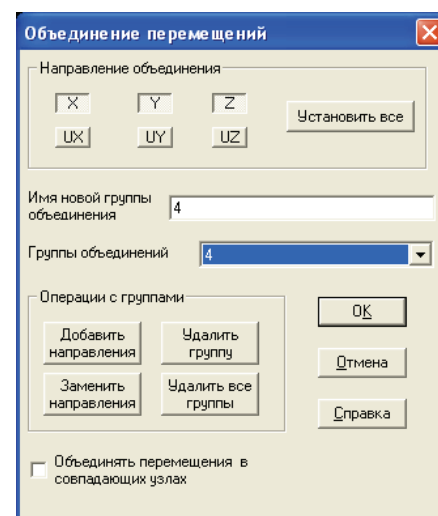 Объединение перемещений
Направление объединения
X Y Z
Установить все
UX UY UZ
Имя новой группы
объединения
4
Группы объединений 4
Операции с группами
OK
Добавить
направления
Удалить
группу
Отмена
Заменить
направления
Удалить все
группы
Справка
Объединять перемещения в
совпадающих узлах